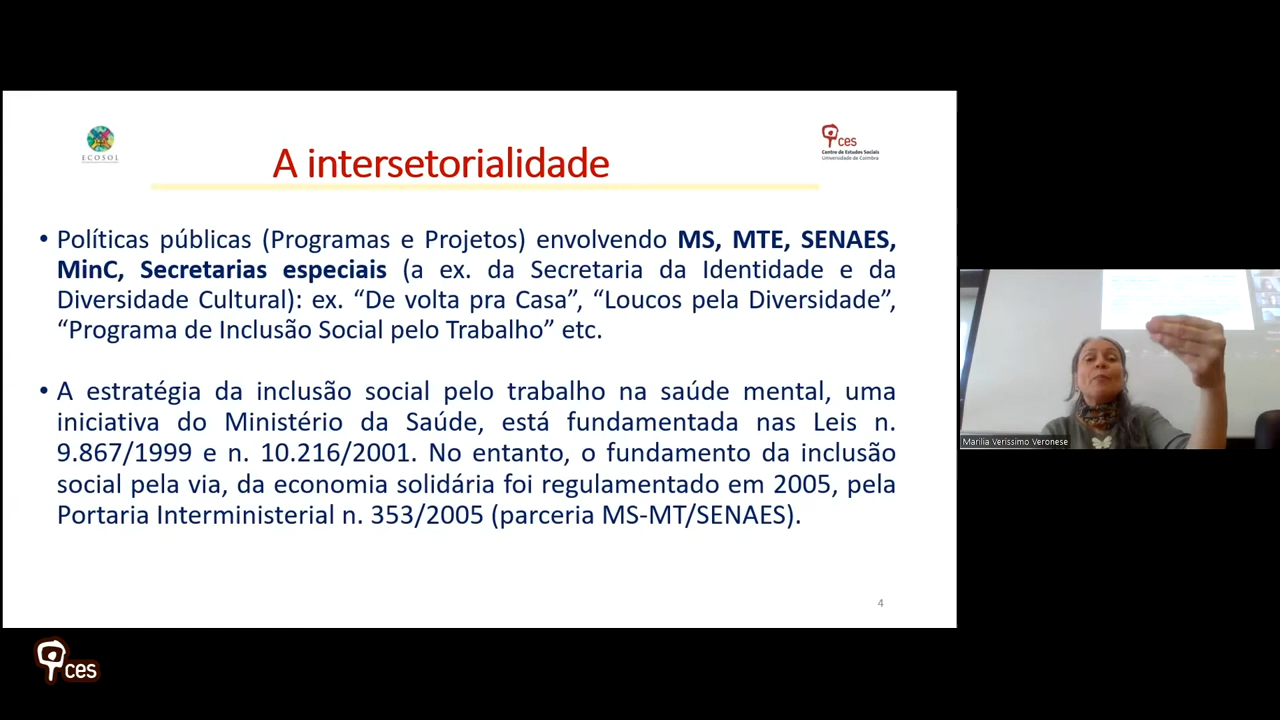 ECOSOL
A intersetorialidade
ces
Centro de Estudos Sociais
Universidade de Coimbra
• Políticas públicas (Programas e Projetos) envolvendo MS, MTE, SENAES,
MinC, Secretarias especiais (a ex. da Secretaria da Identidade e da
Diversidade Cultural): ex. “De volta pra Casa”, “Loucos pela Diversidade”,
“Programa de Inclusão Social pelo Trabalho” etc.
• A estratégia da inclusão social pelo trabalho na saúde mental, uma
iniciativa do Ministério da Saúde, está fundamentada nas Leis n.
9.867/1999 e n. 10.216/2001. No entanto, o fundamento da inclusão
social pela via, da economia solidária foi regulamentado em 2005, pela
Portaria Interministerial n. 353/2005 (parceria MS-MT/SENAES).
4
Marilia Verissimo Veronese
ces